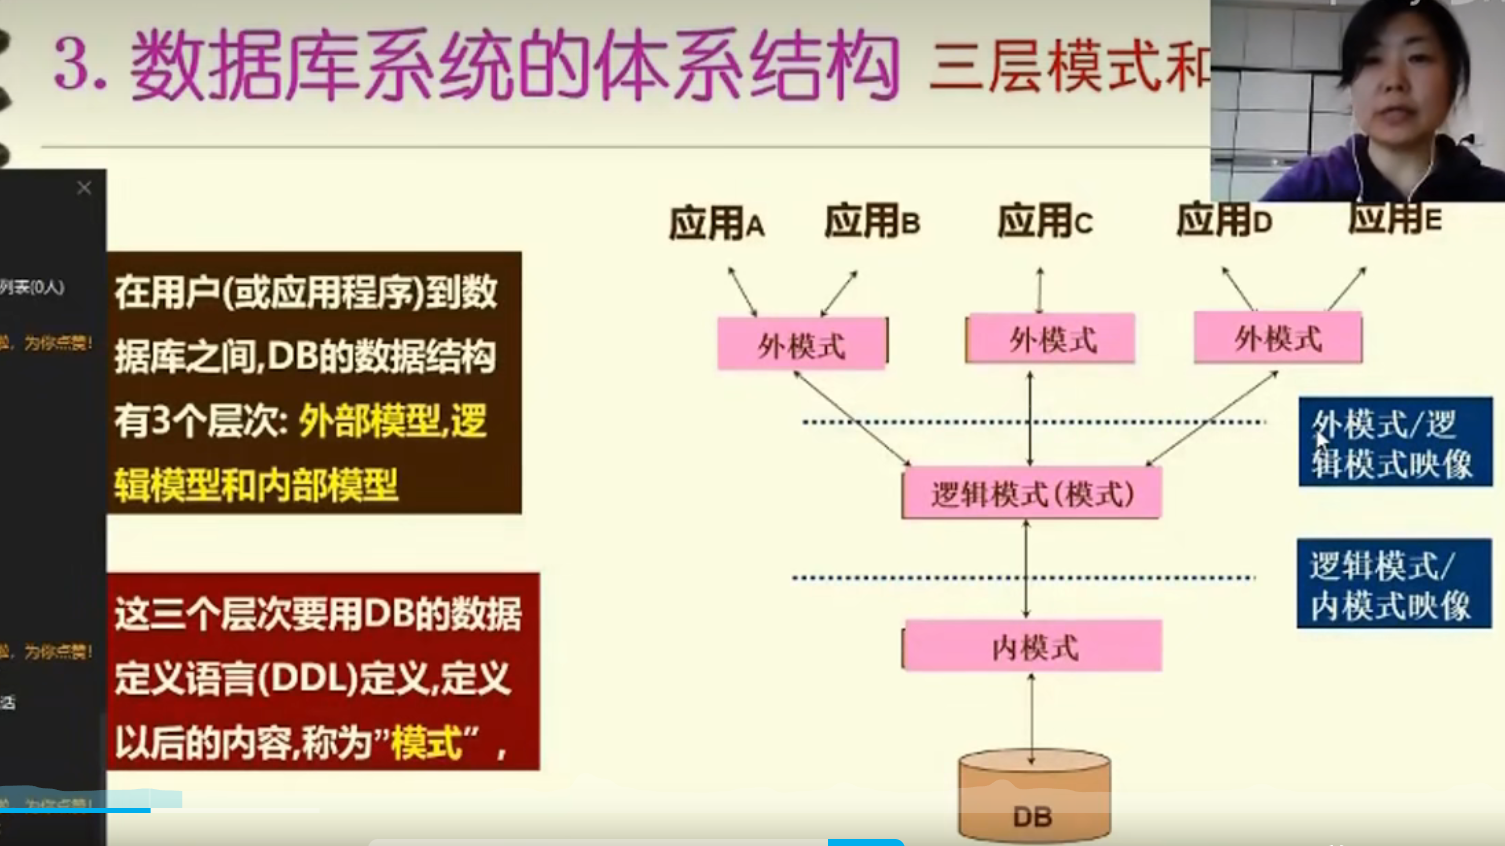 3. 数据库系统的体系结构 三层模式和
列表(0人)
为你点赞!
在用户(或应用程序)到数
据库之间,DB的数据结构
有3个层次: 外部模型,逻
辑模型和内部模型
为你点赞!
话
这三个层次要用DB的数据
定义语言(DDL)定义,定义
以后的内容,称为"模式",
为你点赞!
应用A
应用B
应用C
应用D
应用E
外模式
外模式
外模式
外模式/逻
辑模式映像
逻辑模式(模式)
逻辑模式/
内模式映像
内模式
DB